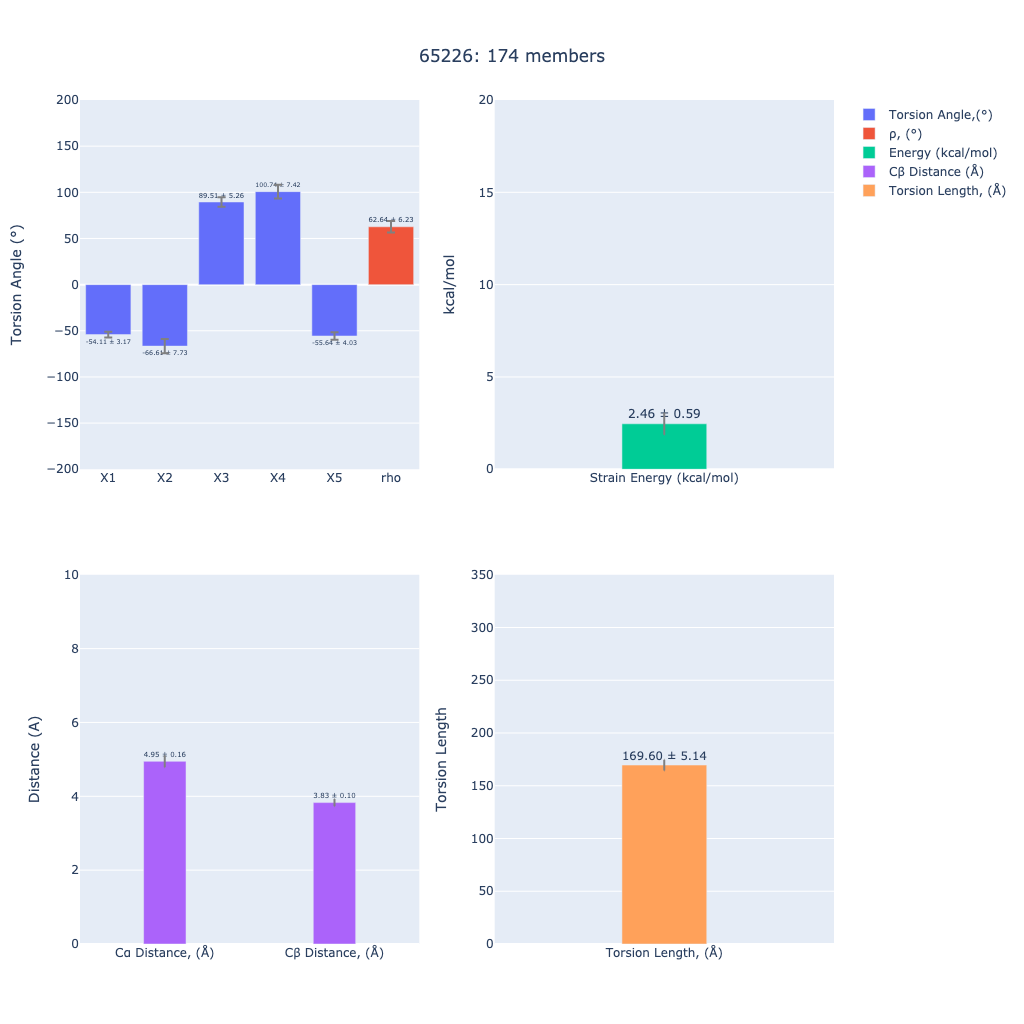 65226: 174 members
Torsion Angle (°)
200
150
100
50
0
−50
−100
−150
−200
-54.11 ± 3.17
-66.61 ± 7.73
89.51 ± 5.26
100.74 ± 7.42
-55.64 ± 4.03
62.64 ± 6.23
X1 X2 X3 X4 X5 rho
kcal/mol
20
15
10
5
0
2.46 ± 0.59
Strain Energy (kcal/mol)
Torsion Angle,(°)
ρ, (°)
Energy (kcal/mol)
Cβ Distance (Å)
Torsion Length, (Å)
Distance (A)
10
8
6
4
2
0
4.95 ± 0.16
3.83 ± 0.10
Cα Distance, (Å) Cβ Distance, (Å)
Torsion Length
350
300
250
200
150
100
50
0
169.60 ± 5.14
Torsion Length, (Å)